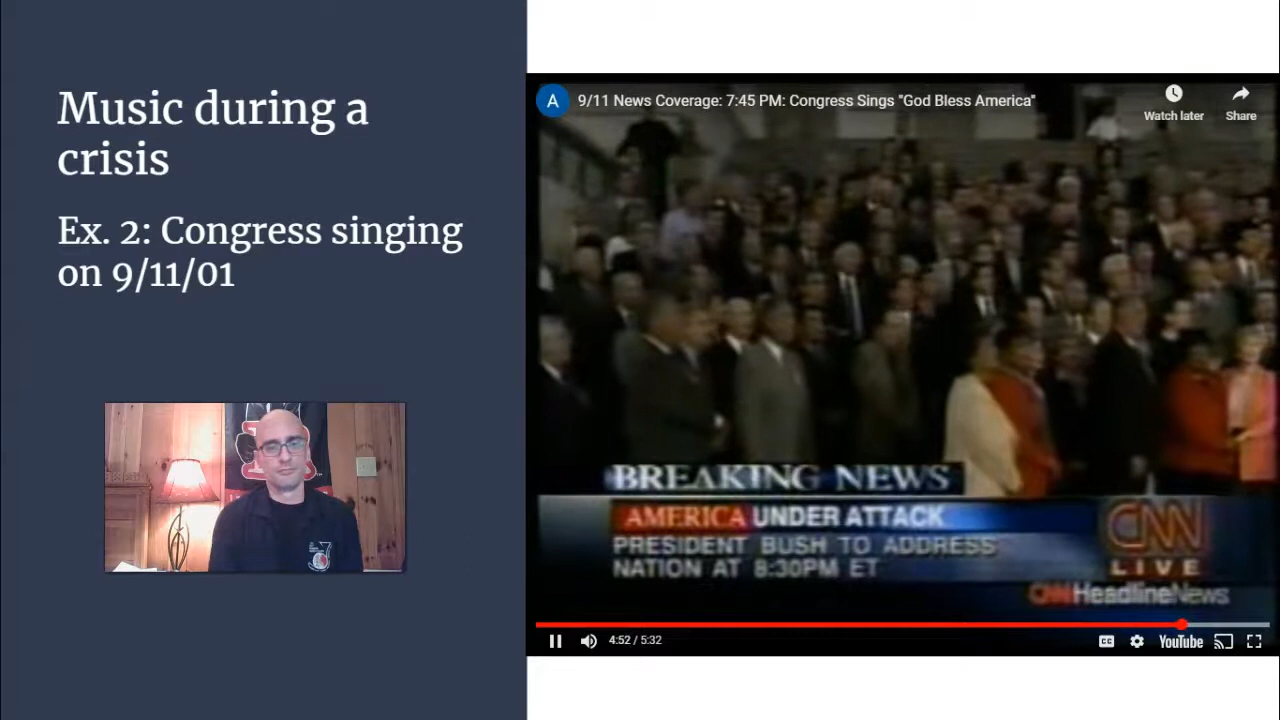 Music during a
crisis
Ex. 2: Congress singing
on 9/11/01
A
9/11 News Coverage: 7:45 PM: Congress Sings "God Bless America"
Watch later
Share
BREAKING NEWS
AMERICA UNDER ATTACK
PRESIDENT BUSH TO ADDRESS
NATION AT 8:30PM ET
CNN
LIVE
CNN HeadlineNews
4:52 / 5:32
CC
YouTube